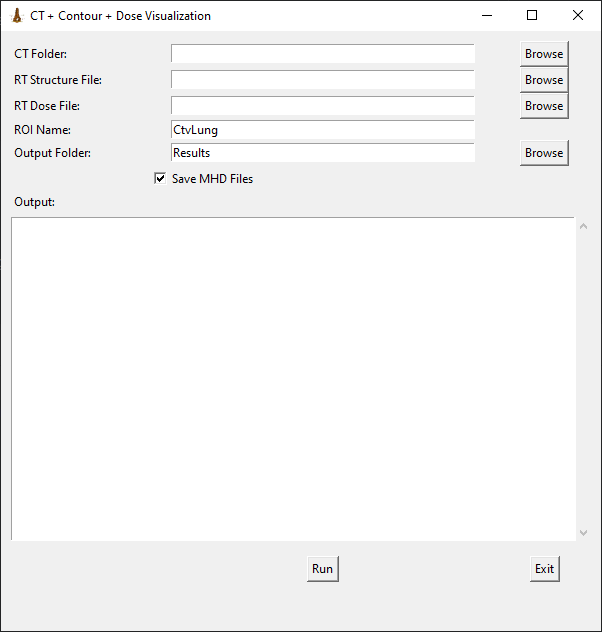 CT + Contour + Dose Visualization
CT Folder: Browse
RT Structure File: Browse
RT Dose File: Browse
ROI Name: CtvLung
Output Folder: Results Browse
Save MHD Files
Output:
Run Exit